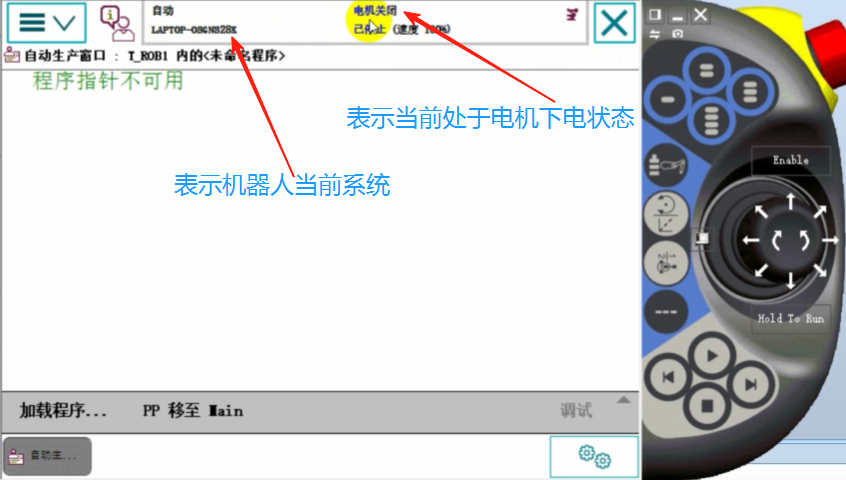 自动
LAPTOP-OSGNS28K
电机关闭
已停止 (速度 100%)
自动生产窗口 : T_ROB1 内的<未命名程序>
程序指针不可用
表示当前处于电机下电状态
表示机器人当前系统
Enable
Hold To Run
加载程序...
PP 移至 Main
调试
自动生...